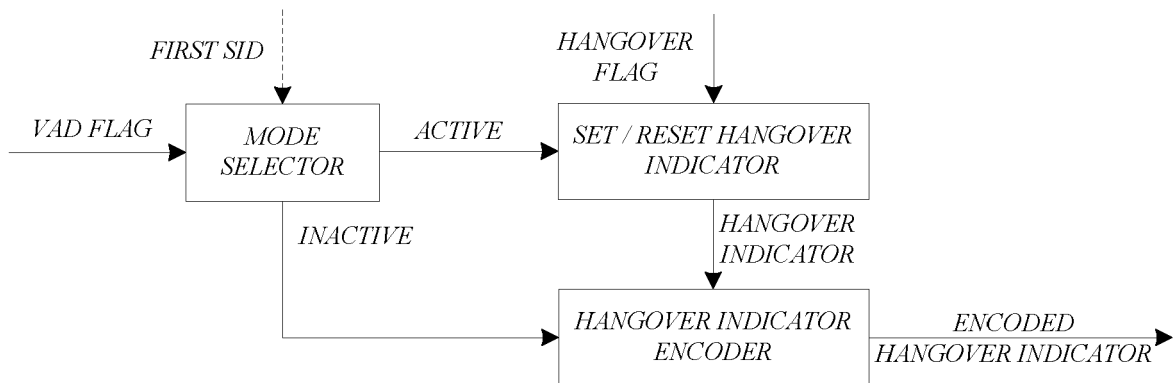 FIRST SID
HANGOVER
FLAG
VAD FLAG
MODE
SELECTOR
ACTIVE
SET / RESET HANGOVER
INDICATOR
INACTIVE
HANGOVER
INDICATOR
HANGOVER INDICATOR
ENCODER
ENCODED
HANGOVER INDICATOR